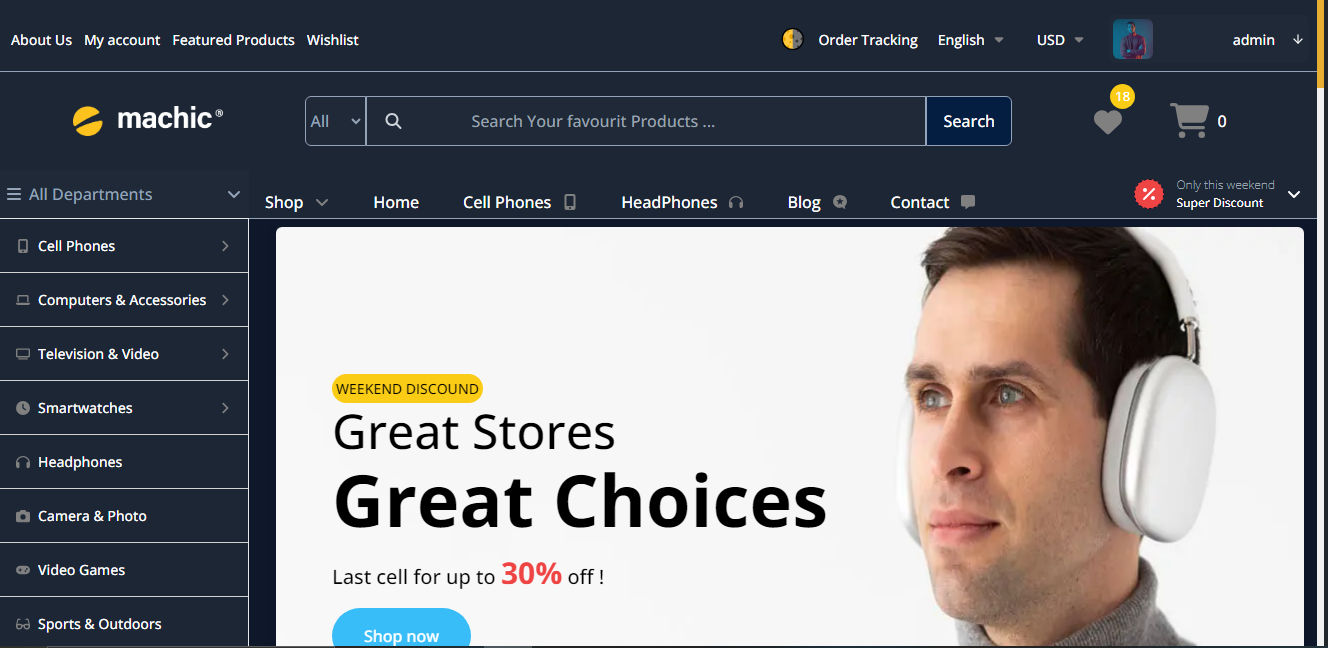 About Us My account Featured Products Wishlist Order Tracking English USD admin
machic®
All Search Your favourit Products ... Search
18
0
All Departments
Shop Home Cell Phones HeadPhones Blog Contact
Only this weekend
Super Discount
Cell Phones
Computers & Accessories
Television & Video
Smartwatches
Headphones
Camera & Photo
Video Games
Sports & Outdoors
WEEKEND DISCOUND
Great Stores
Great Choices
Last cell for up to 30% off !
Shop now